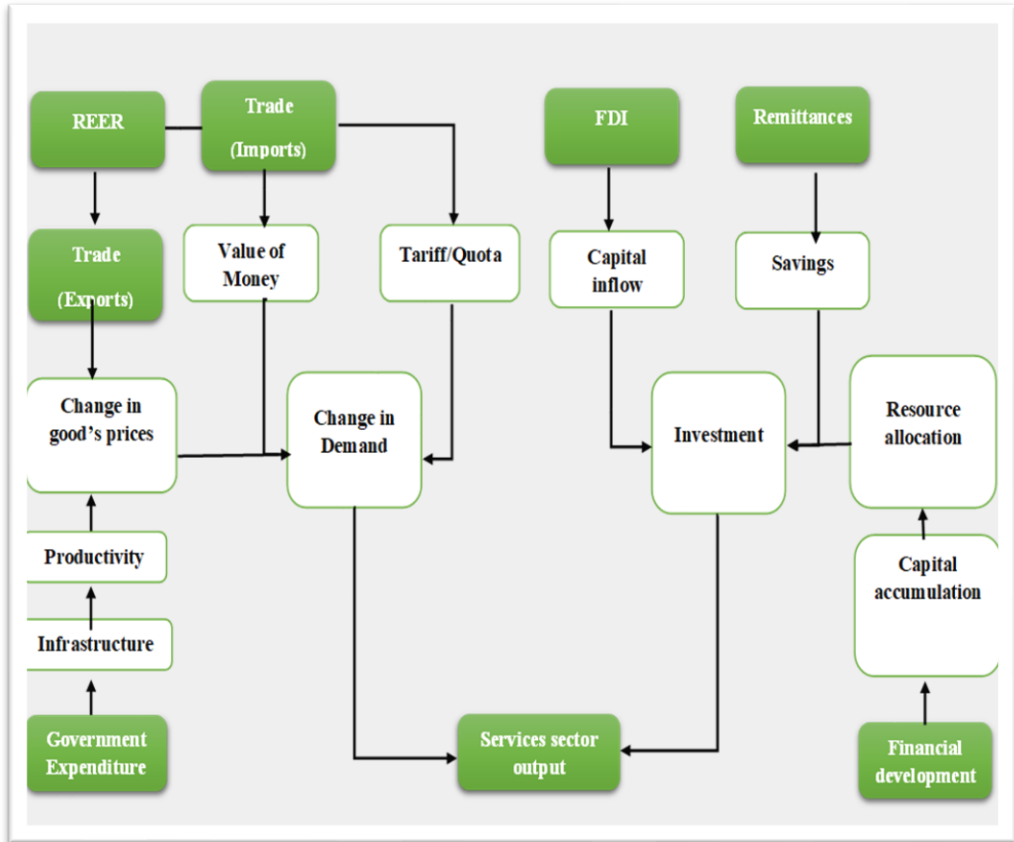 REER
Trade
(Imports)
FDI
Remittances
Trade
(Exports)
Value of
Money
Tariff/Quota
Capital
inflow
Savings
Change in
good's prices
Change in
Demand
Investment
Resource
allocation
Productivity
Capital
accumulation
Infrastructure
Government
Expenditure
Services sector
output
Financial
development